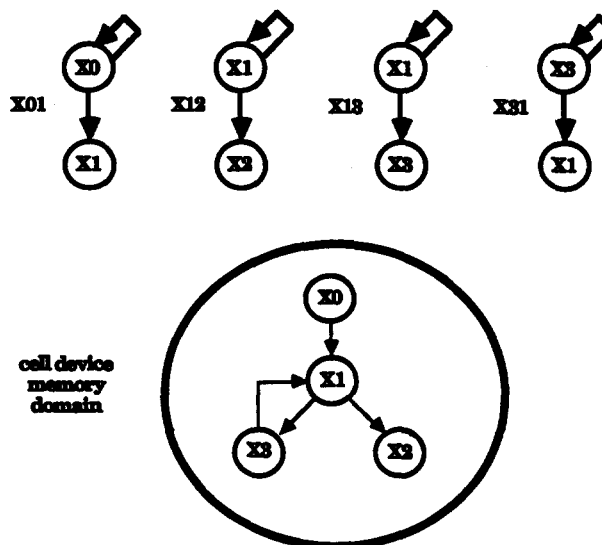 X0 X1 X1 X3
X01 X12 X13 X31
X1 X2 X3 X1
X0
cell device
memory
domain
X1
X3 X2